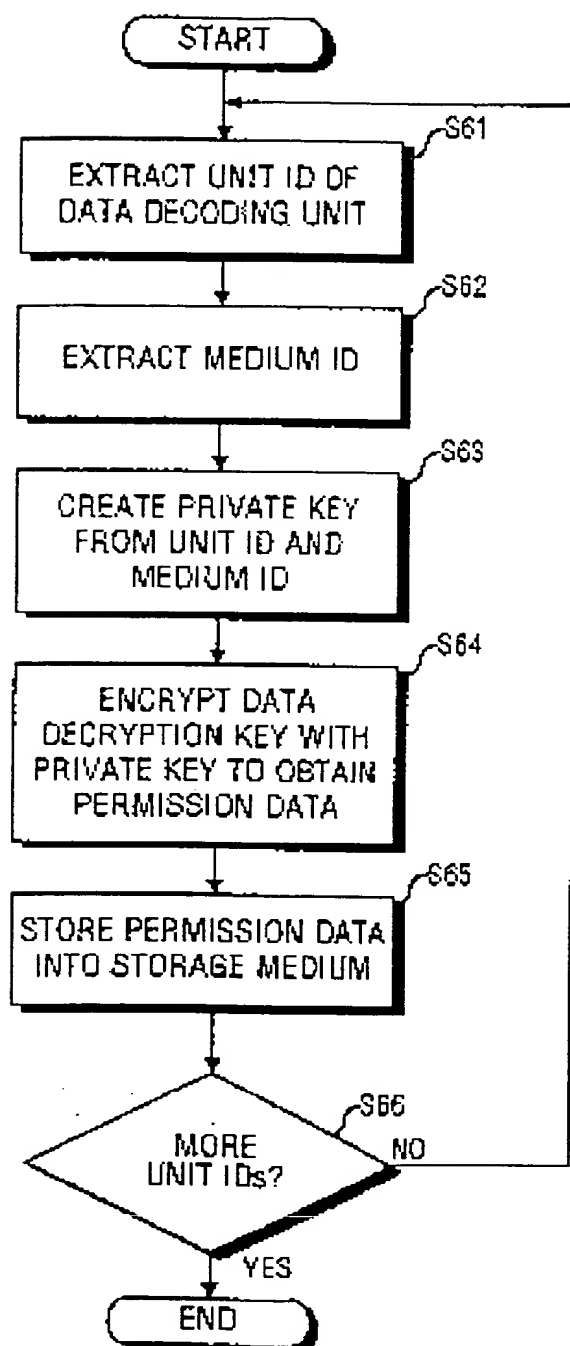 START
S61
EXTRACT UNIT ID OF
DATA DECODING UNIT
S62
EXTRACT MEDIUM ID
S63
CREATE PRIVATE KEY
FROM UNIT ID AND
MEDIUM ID
S64
ENCRYPT DATA
DECRYPTION KEY WITH
PRIVATE KEY TO OBTAIN
PERMISSION DATA
S65
STORE PERMISSION DATA
INTO STORAGE MEDIUM
S66
MORE
UNIT IDs?
NO
YES
END